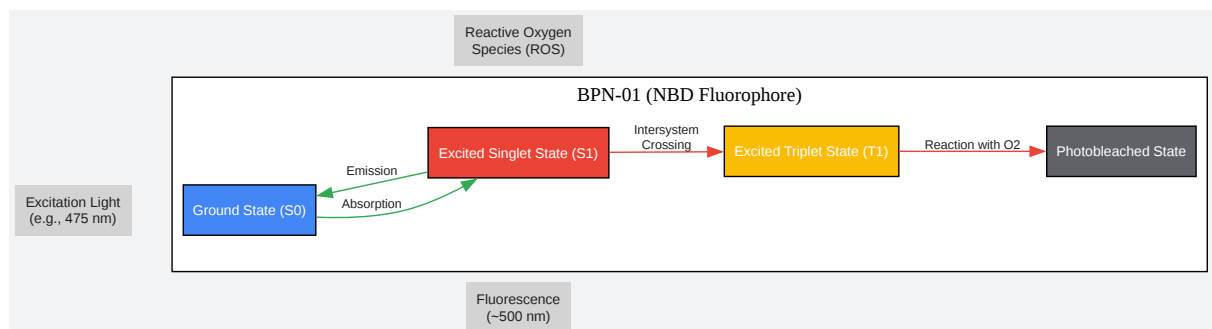 Reactive Oxygen
Species (ROS)
BPN-01 (NBD Fluorophore)
Excited Singlet State (S1)
Intersystem
Crossing
Excited Triplet State (T1)
Reaction with O2
Photobleached State
Emission
Absorption
Ground State (S0)
Excitation Light
(e.g., 475 nm)
Fluorescence
(~500 nm)